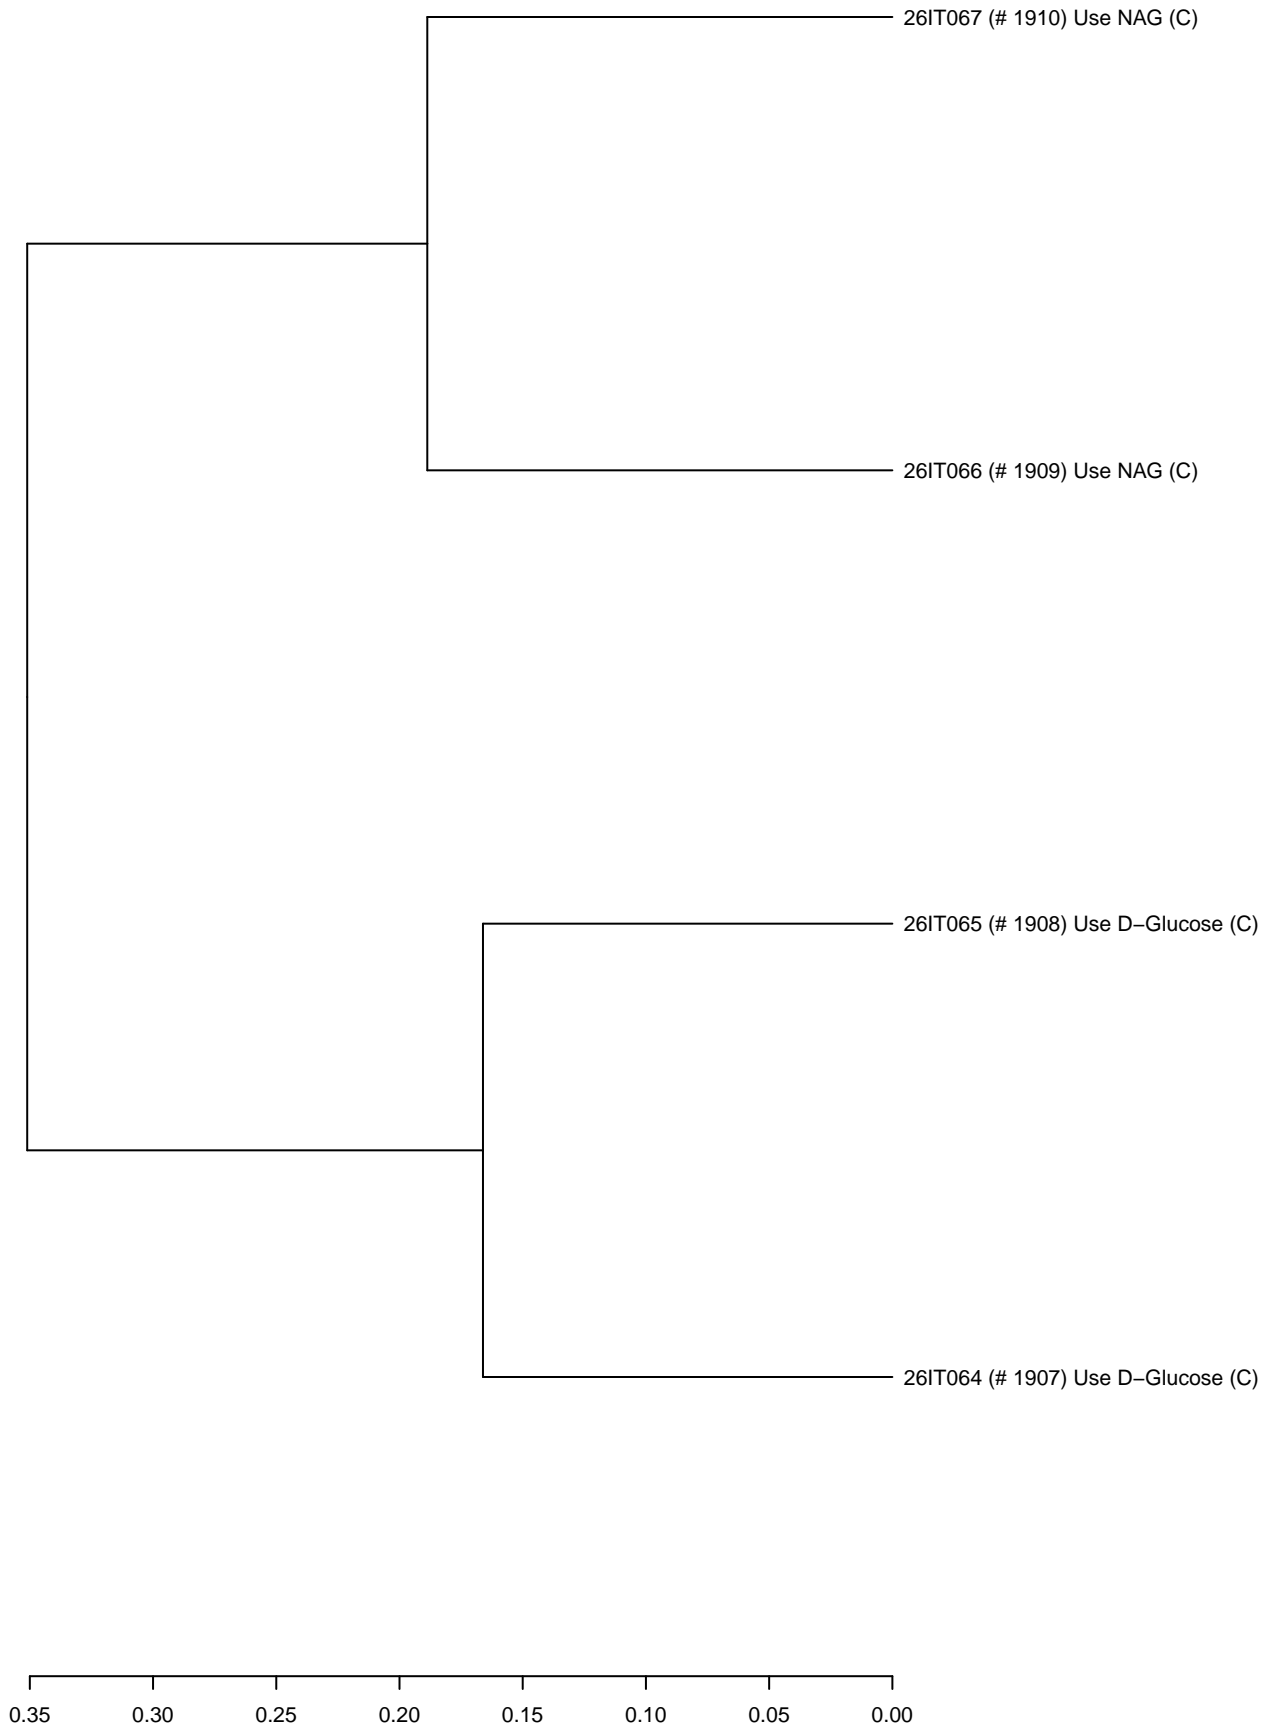 26IT067 (# 1910) Use NAG (C)
26IT066 (# 1909) Use NAG (C)
26IT065 (# 1908) Use D−Glucose (C)
26IT064 (# 1907) Use D−Glucose (C)
0.35 0.30 0.25 0.20 0.15 0.10 0.05 0.00